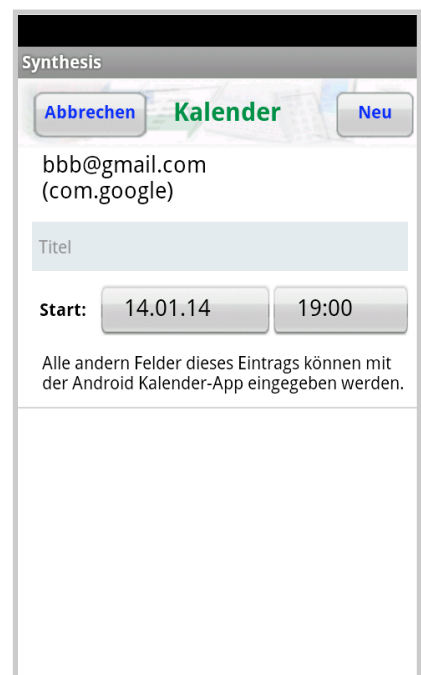 Synthesis
Abbrechen Kalender Neu
bbb@gmail.com
(com.google)
Titel
Start: 14.01.14 19:00
Alle andern Felder dieses Eintrags können mit
der Android Kalender-App eingegeben werden.